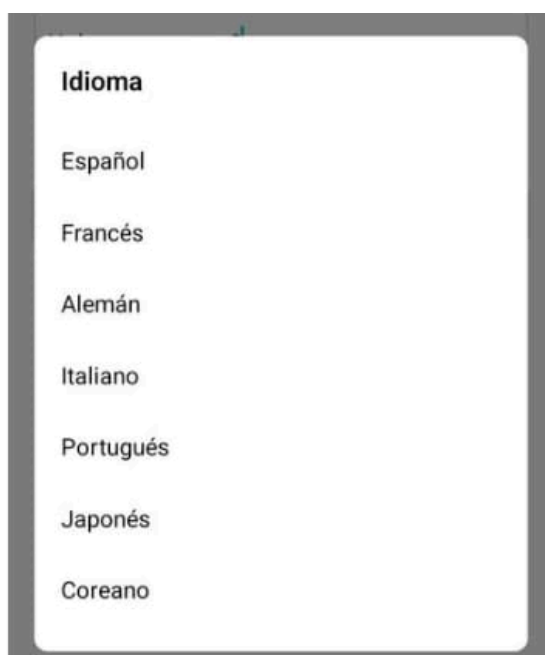 Idioma
Español
Francés
Alemán
Italiano
Portugués
Japonés
Coreano